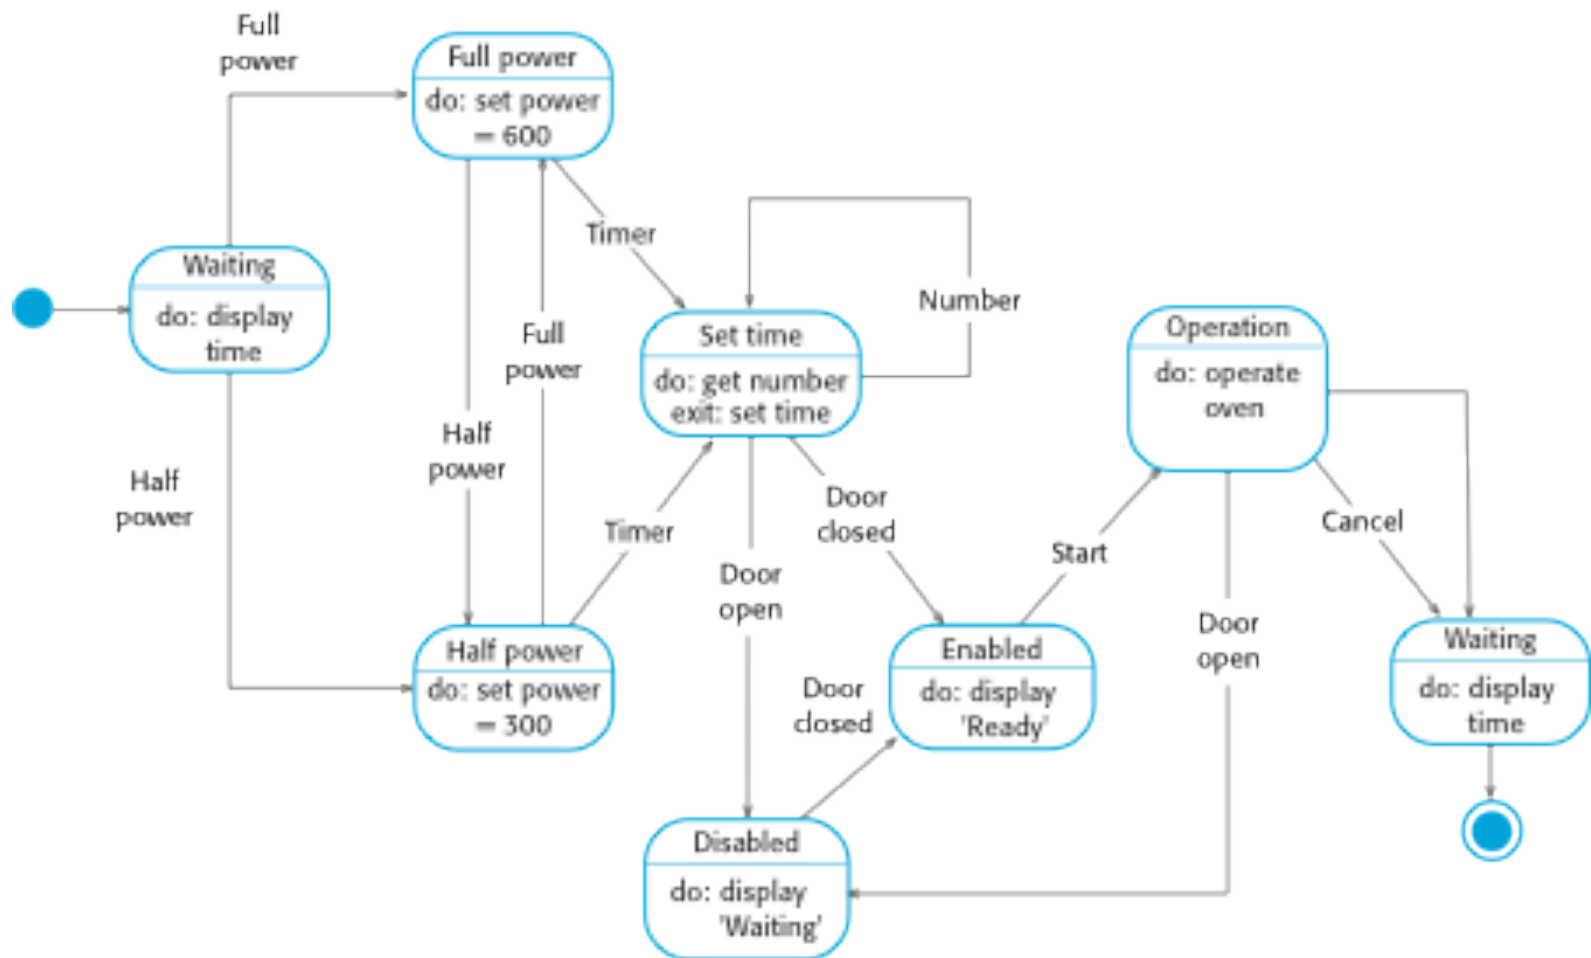 Full
power
Full power
do: set power
= 600
Timer
Waiting
do: display
time
Number
Full
power
Set time
do: get number
exit: set time
Operation
do: operate
oven
Half
power
Half
power
Timer
Door
closed
Door
open
Start
Cancel
Door
open
Half power
do: set power
= 300
Enabled
do: display
'Ready'
Waiting
do: display
time
Door
closed
Disabled
do: display
'Waiting'